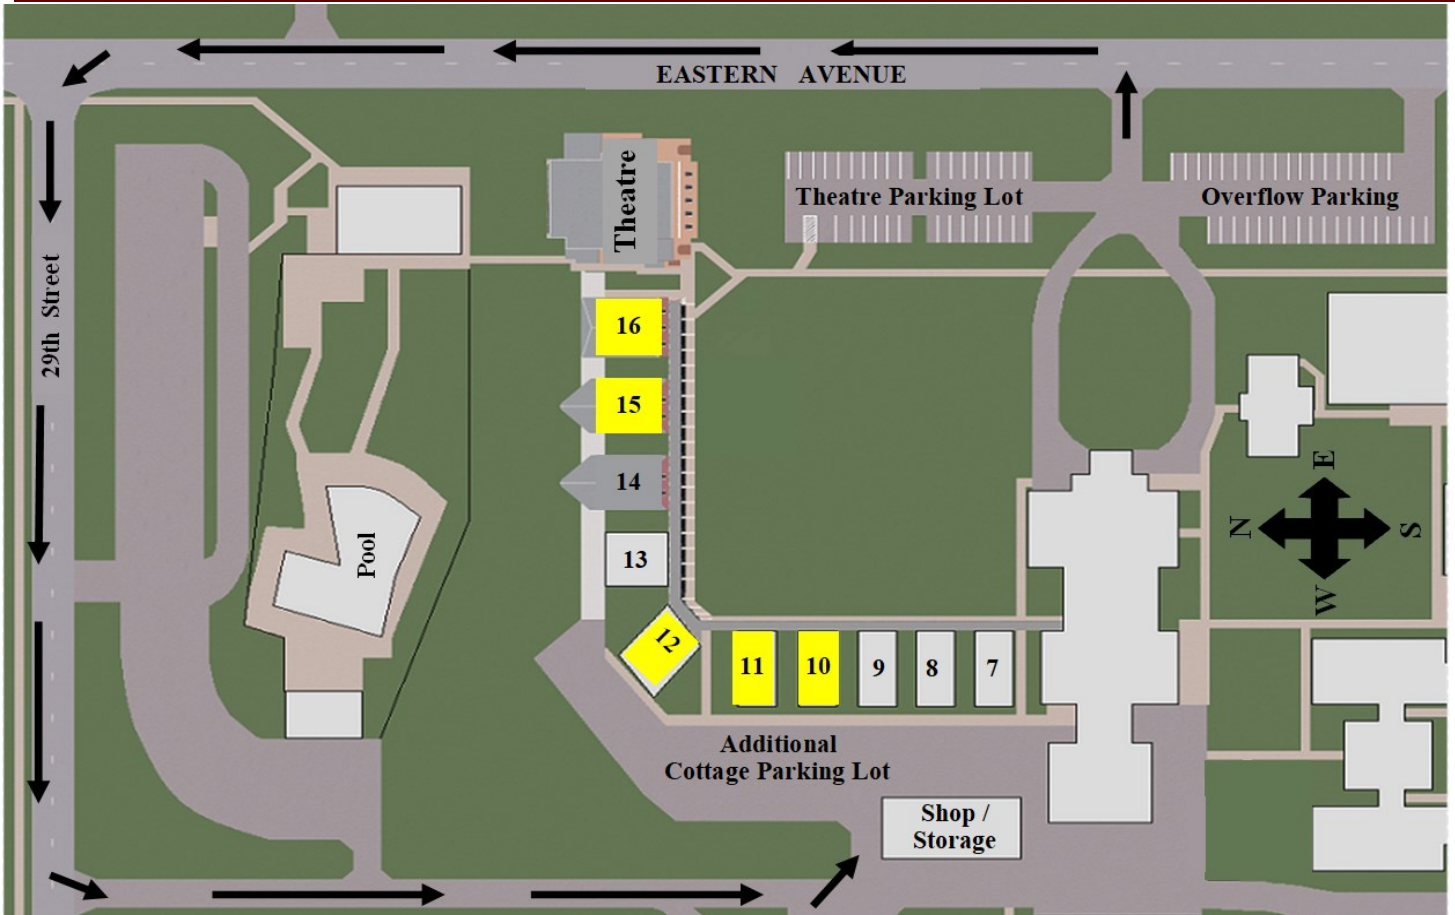 EASTERN AVENUE
Theatre
Theatre Parking Lot
Overflow Parking
29th Street
16
15
14
13
12
11
10
9
8
7
Pool
N
E
S
W
Additional
Cottage Parking Lot
Shop /
Storage